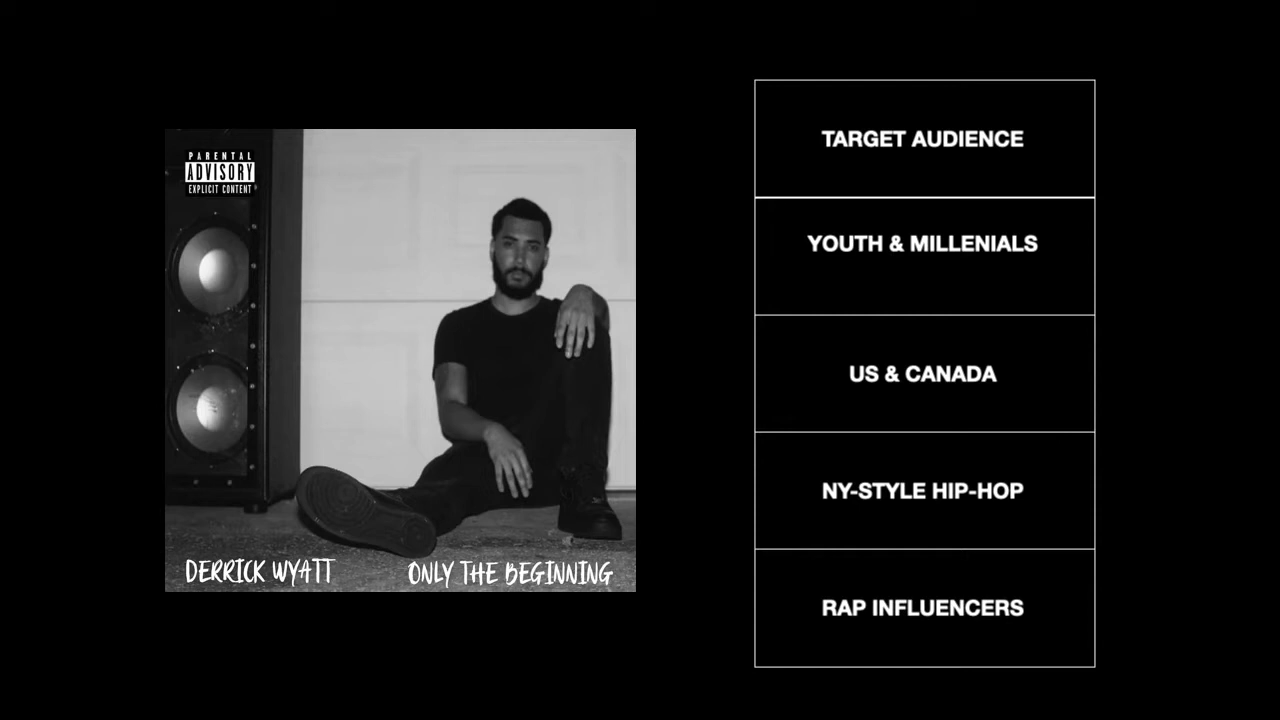 PARENTAL
ADVISORY
EXPLICIT CONTENT
DERRICK WYATT
ONLY THE BEGINNING
TARGET AUDIENCE
YOUTH & MILLENIALS
US & CANADA
NY-STYLE HIP-HOP
RAP INFLUENCERS